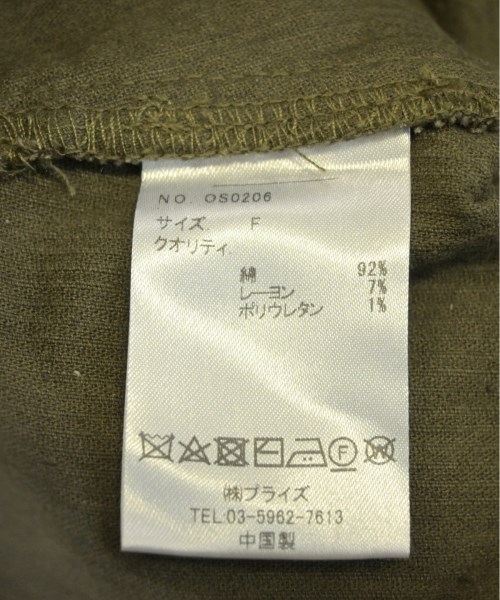 NO. OS0206
サイズ. F
クオリティ.
綿 92%
レーヨン 7%
ポリウレタン 1%
F W
㈱プライズ
TEL:03-5962-7613
中国製